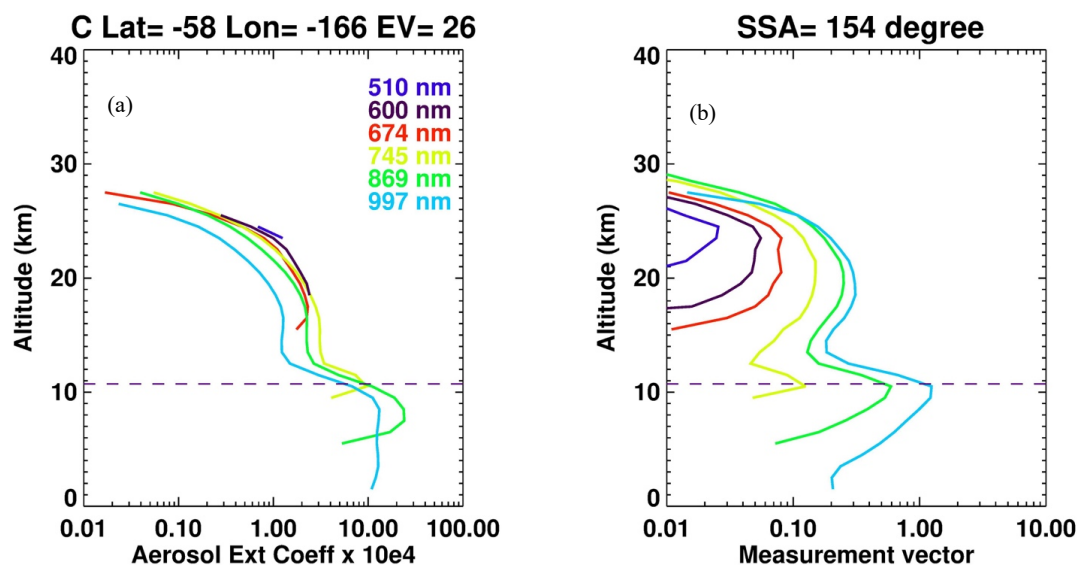 C Lat= -58 Lon= -166 EV= 26
SSA= 154 degree
40
30
20
10
0
Altitude (km)
(a)
510 nm
600 nm
674 nm
745 nm
869 nm
997 nm
0.01
0.10
1.00
10.00
100.00
Aerosol Ext Coeff x 10e4
40
30
20
10
0
Altitude (km)
(b)
0.01
0.10
1.00
10.00
Measurement vector